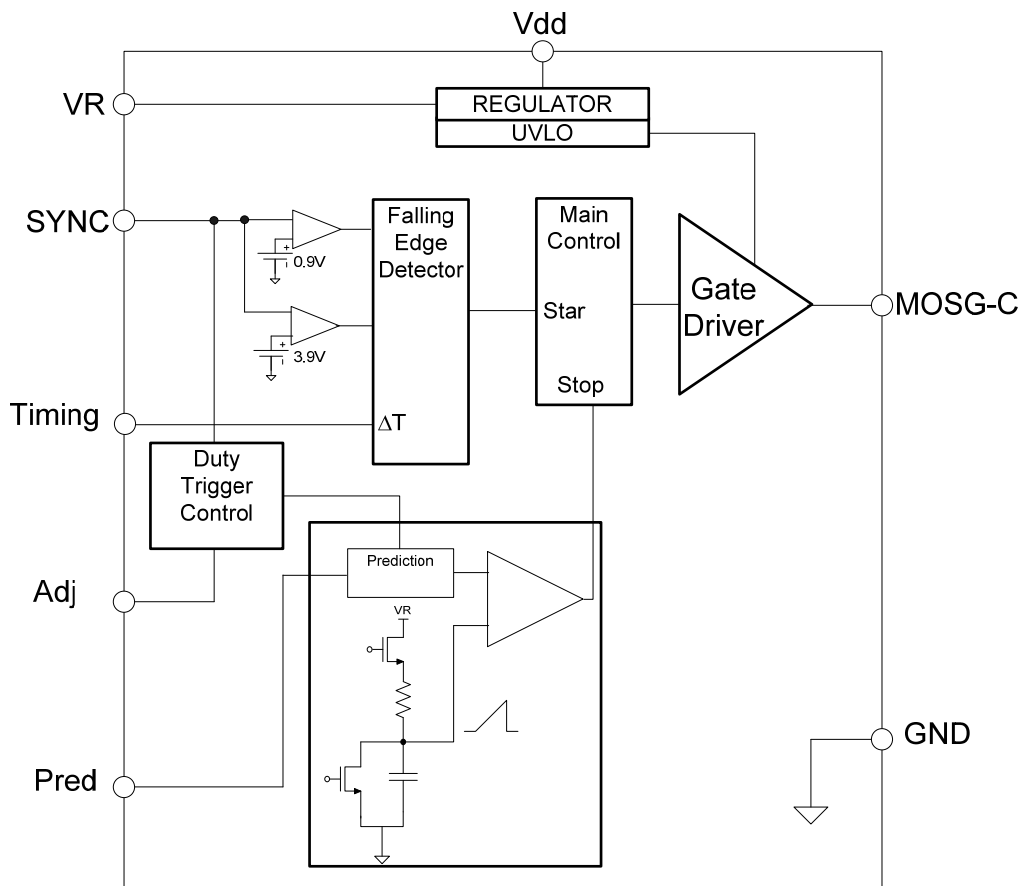 Vdd
VR
REGULATOR
UVLO
SYNC
+
0.9V
Falling
Edge
Detector
Main
Control
Star
Stop
Gate
Driver
MOSG-C
+
3.9V
Timing
ΔT
Duty
Trigger
Control
Prediction
Adj
VR
Pred
GND